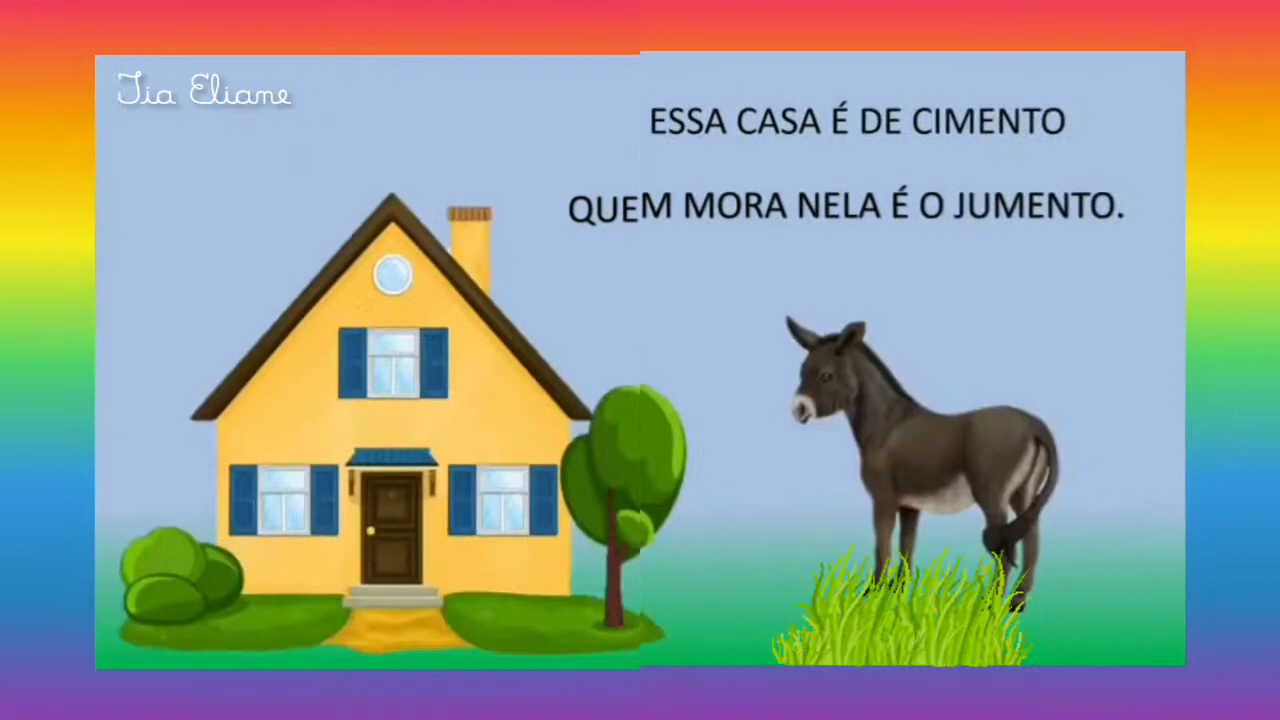 Tia Eliane
ESSA CASA É DE CIMENTO
QUEM MORA NELA É O JUMENTO.